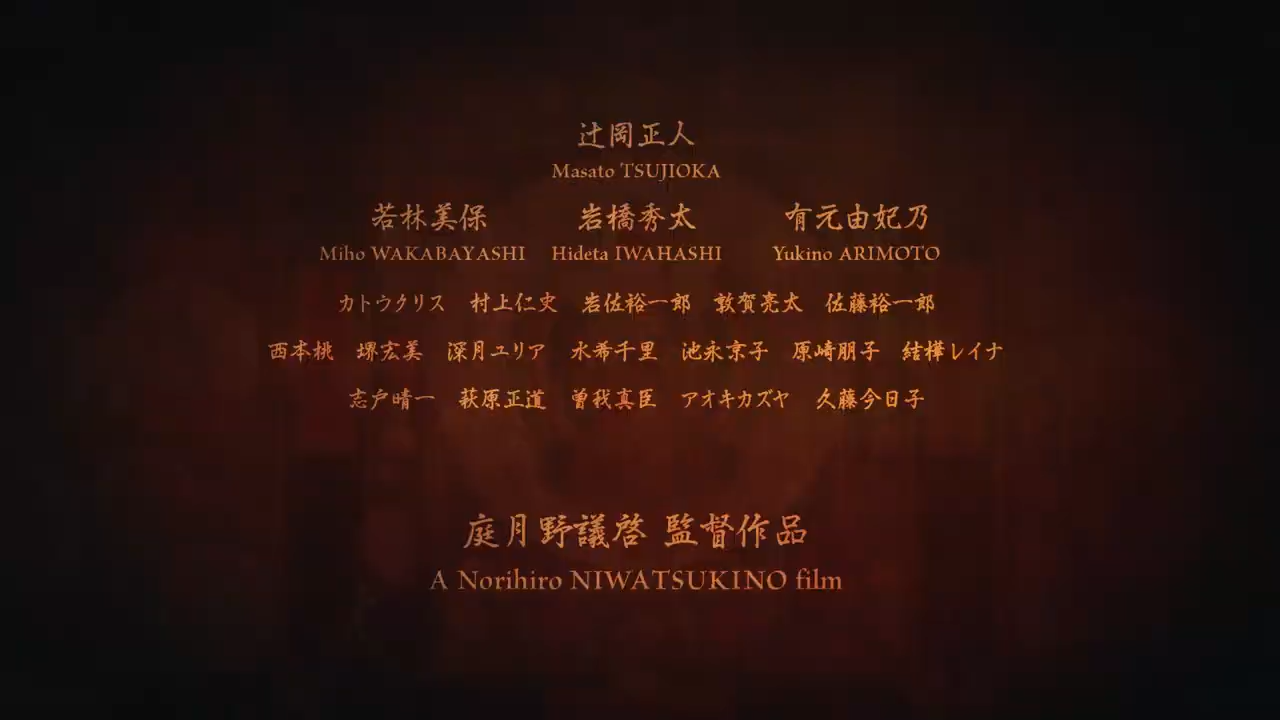 辻岡正人
Masato TSUJIOKA
若林美保 岩橋秀太 有元由妃乃
Miho WAKABAYASHI Hideta IWAHASHI Yukino ARIMOTO
カトウクリス 村上仁史 岩佐裕一郎 敦賀亮太 佐藤裕一郎
西本桃 堺宏美 深月ユリア 水希千里 池永京子 原崎朋子 結樺レイナ
志戸晴一 萩原正道 曽我真臣 アオキカズヤ 久藤今日子
庭月野議啓 監督作品
A Norihiro NIWATSUKINO film